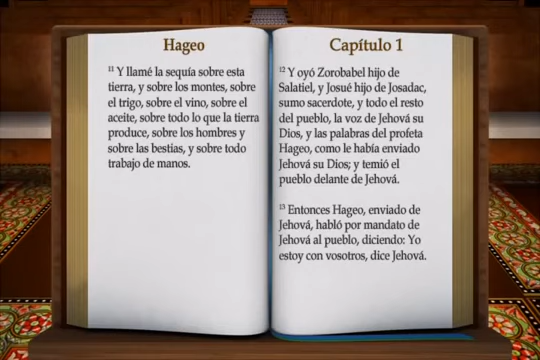 Hageo
11 Y llamé la sequía sobre esta
tierra, y sobre los montes, sobre
el trigo, sobre el vino, sobre el
aceite, sobre todo lo que la tierra
produce, sobre los hombres y
sobre las bestias, y sobre todo
trabajo de manos.
Capítulo 1
12 Y oyó Zorobabel hijo de
Salatiel, y Josué hijo de Josadac,
sumo sacerdote, y todo el resto
del pueblo, la voz de Jehová su
Dios, y las palabras del profeta
Hageo, como le había enviado
Jehová su Dios; y temió el
pueblo delante de Jehová.
13 Entonces Hageo, enviado de
Jehová, habló por mandato de
Jehová al pueblo, diciendo: Yo
estoy con vosotros, dice Jehová.